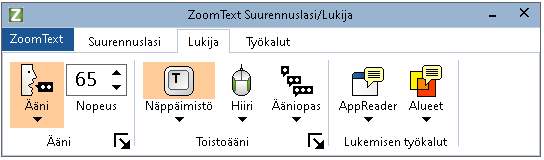 ZoomText Suurennuslasi/Lukija
ZoomText Suurennuslasi Lukija Työkalut
65
Ääni Nopeus Näppäimistö Hiiri Ääniopas AppReader Alueet
Ääni Toistoääni Lukemisen työkalut